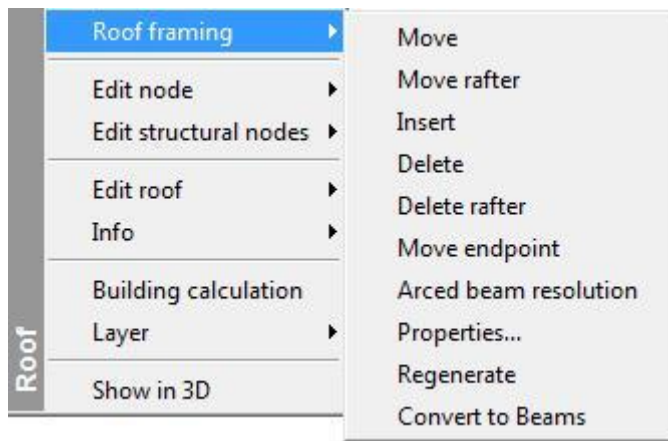 Roof
Roof framing
Edit node
Edit structural nodes
Edit roof
Info
Building calculation
Layer
Show in 3D
Move
Move rafter
Insert
Delete
Delete rafter
Move endpoint
Arced beam resolution
Properties...
Regenerate
Convert to Beams